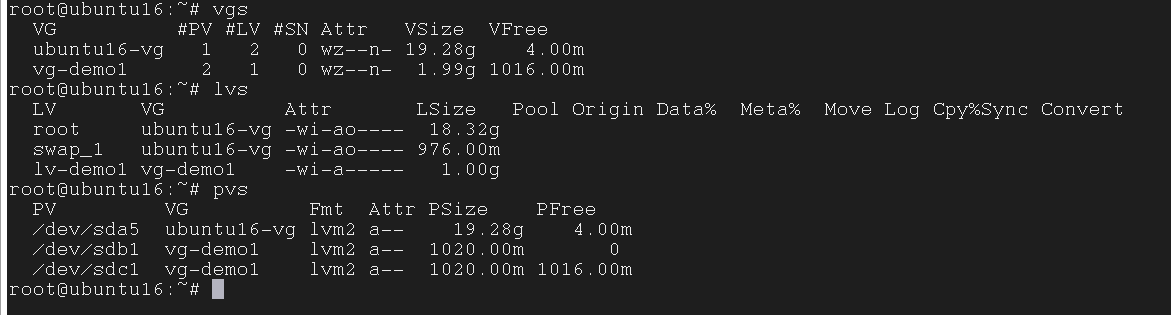 root@ubuntu16:~# vgs
  VG          #PV #LV #SN Attr   VSize  VFree
  ubuntu16-vg   1   2   0 wz--n- 19.28g    4.00m
  vg-demo1      2   1   0 wz--n-  1.99g 1016.00m
root@ubuntu16:~# lvs
  LV       VG          Attr       LSize   Pool Origin Data%  Meta%  Move Log Cpy%Sync Convert
  root     ubuntu16-vg -wi-ao----  18.32g
  swap_1   ubuntu16-vg -wi-ao---- 976.00m
  lv-demo1 vg-demo1    -wi-a-----   1.00g
root@ubuntu16:~# pvs
  PV         VG          Fmt  Attr PSize    PFree
  /dev/sda5  ubuntu16-vg lvm2 a--    19.28g    4.00m
  /dev/sdb1  vg-demo1    lvm2 a--  1020.00m       0
  /dev/sdc1  vg-demo1    lvm2 a--  1020.00m 1016.00m
root@ubuntu16:~#